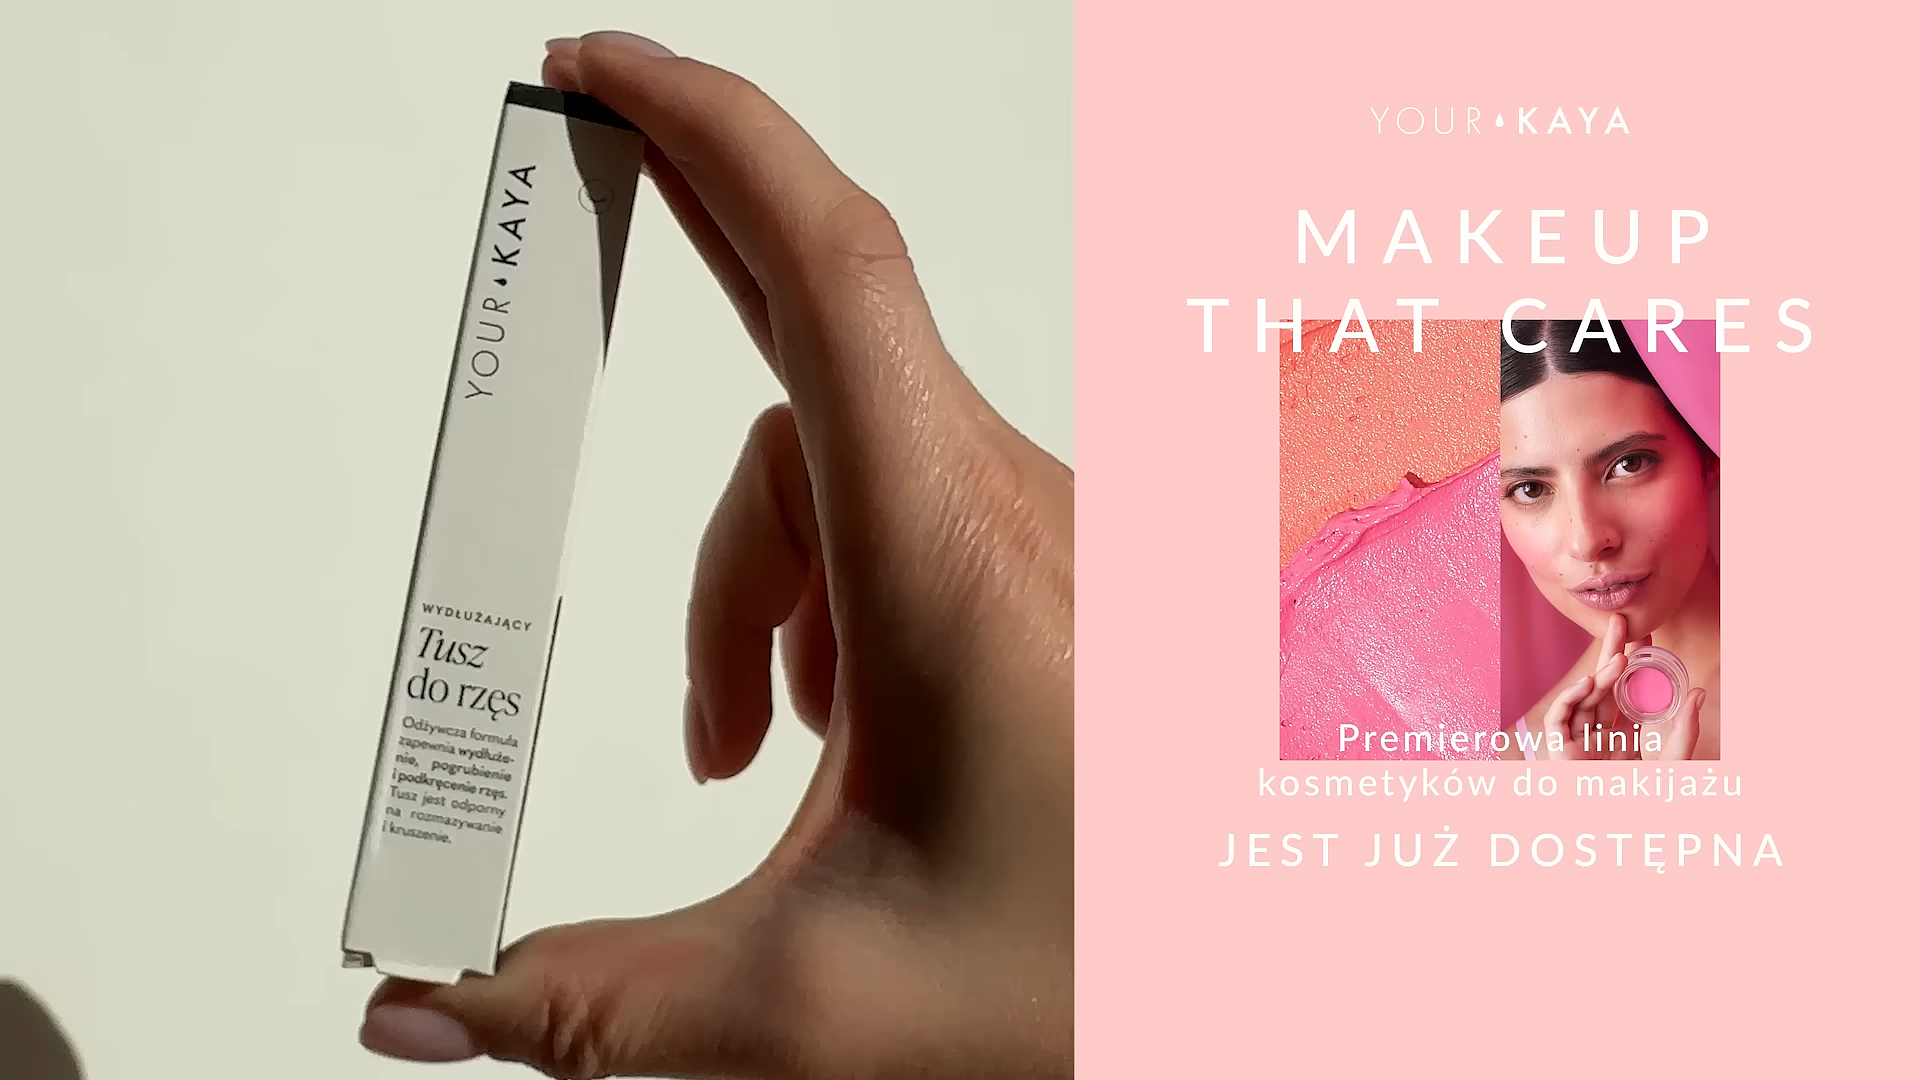 YOUR KAYA
WYDŁUŻAJĄCY
Tusz
do rzęs
Odżywcza formuła
zapewnia wydłuże-
nie, pogrubienie
i podkręcenie rzęs.
Tusz jest odporny
na rozmazywanie
i kruszenie.
YOUR KAYA
MAKEUP
THAT CARES
Premierowa linia
kosmetyków do makijażu
JEST JUŻ DOSTĘPNA